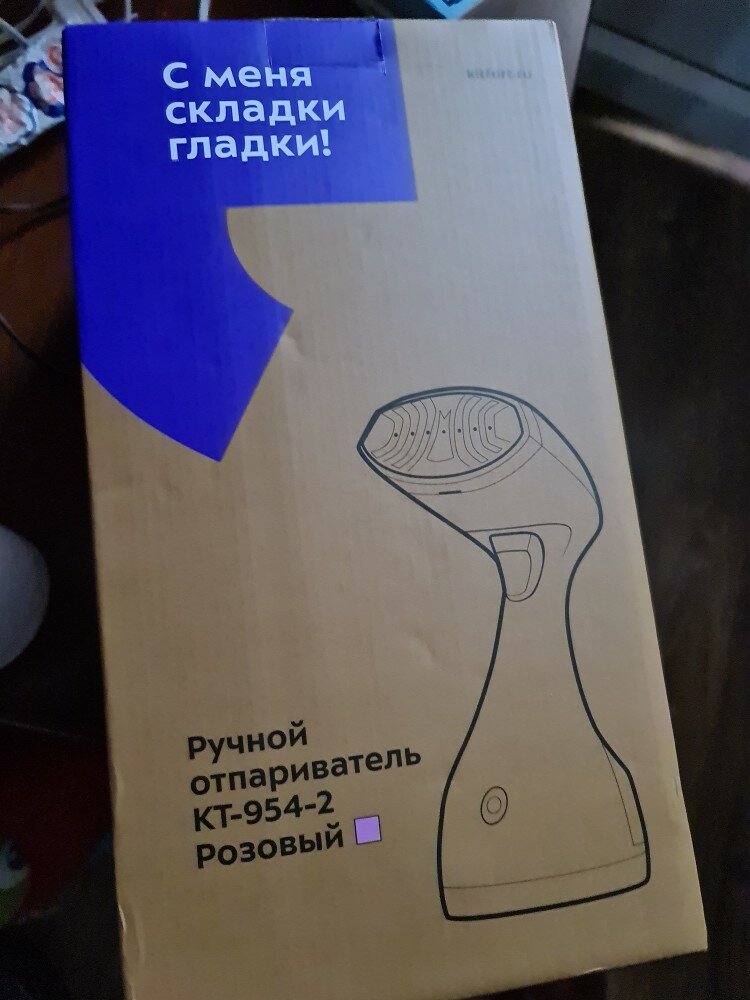 С меня
складки
гладки!
kitfort.ru
Ручной
отпариватель
КТ-954-2
Розовый